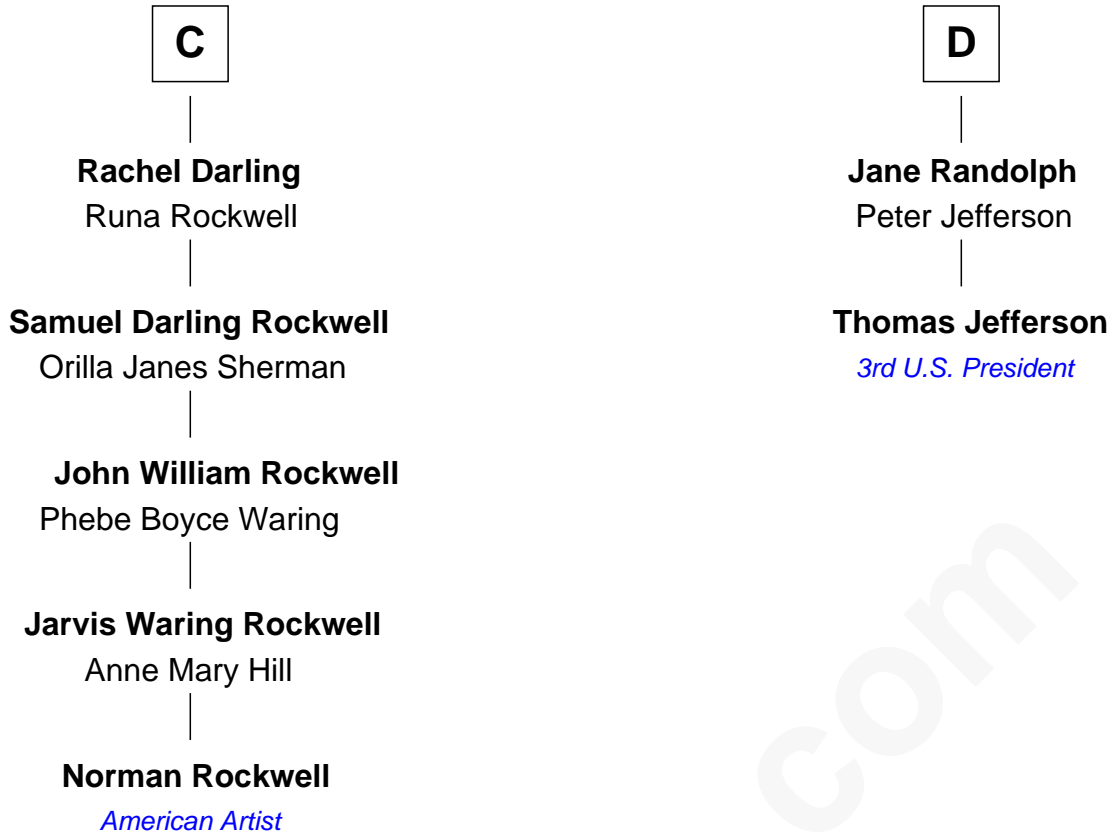 C
Rachel Darling
Runa Rockwell
Samuel Darling Rockwell
Orilla Janes Sherman
John William Rockwell
Phebe Boyce Waring
Jarvis Waring Rockwell
Anne Mary Hill
Norman Rockwell
American Artist
D
Jane Randolph
Peter Jefferson
Thomas Jefferson
3rd U.S. President
com